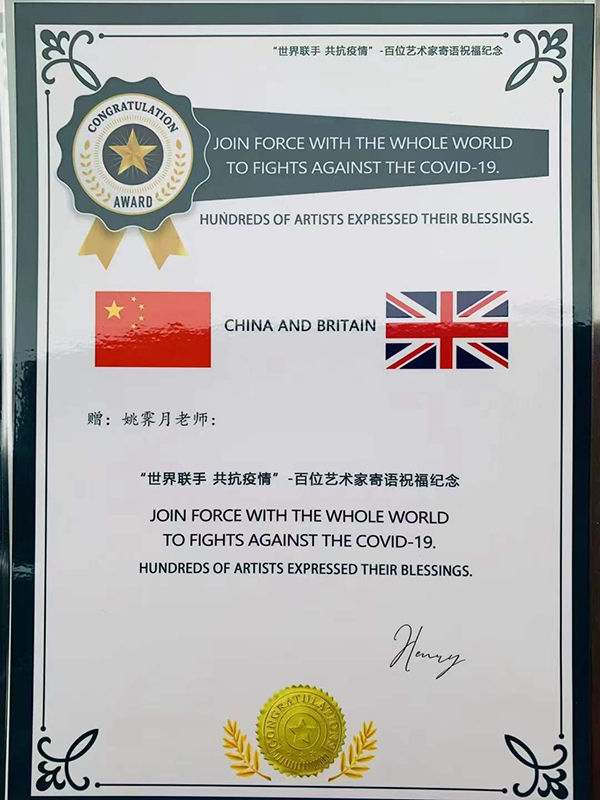 "世界联手 共抗疫情"-百位艺术家寄语祝福纪念
CONGRATULATION
AWARD
JOIN FORCE WITH THE WHOLE WORLD
TO FIGHTS AGAINST THE COVID-19.
HUNDREDS OF ARTISTS EXPRESSED THEIR BLESSINGS.
CHINA AND BRITAIN
赠：姚霁月老师：
"世界联手 共抗疫情"-百位艺术家寄语祝福纪念
JOIN FORCE WITH THE WHOLE WORLD
TO FIGHTS AGAINST THE COVID-19.
HUNDREDS OF ARTISTS EXPRESSED THEIR BLESSINGS.
Henry
CONGRATULATIONS